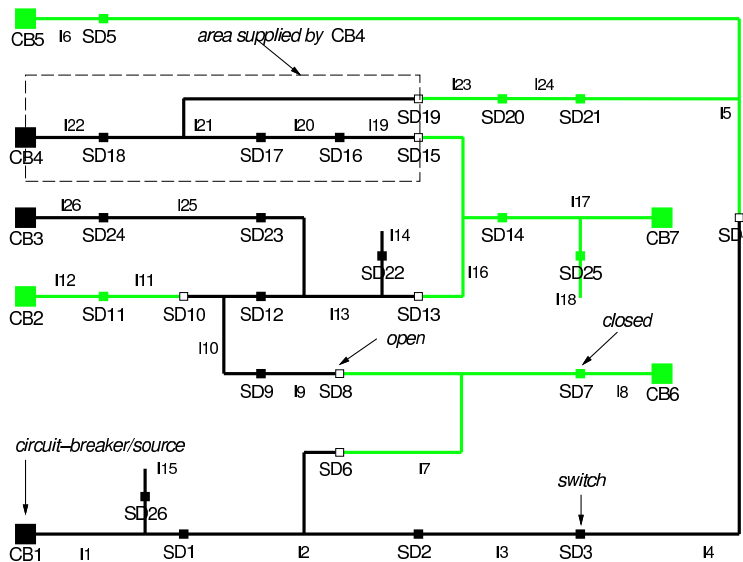 CB5 l6 SD5
area supplied by CB4
l23 l24
SD19 SD20 SD21
l5
l22 l21 l20 l19
CB4 SD18 SD17 SD16 SD15
l26 l25 l17
l14
CB3 SD24 SD23 SD14 CB7
SD
SD22 l16 SD25
l12 l11 l18
CB2 SD11 SD10 SD12 l13 SD13
closed
open
l10
SD9 l9 SD8 SD7 l8 CB6
circuit–breaker/source
l15 SD6 l7
switch
SD26
CB1 l1 SD1 l2 SD2 l3 SD3 l4